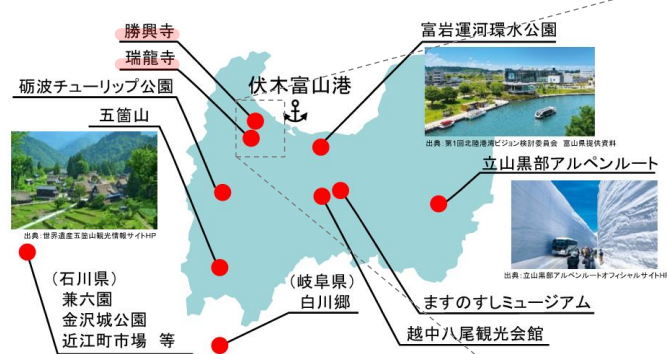 勝興寺
瑞龍寺
砺波チューリップ公園
五箇山
伏木富山港
富岩運河環水公園
出典：第1回北陸港湾ビジョン検討委員会　富山県提供資料
立山黒部アルペンルート
出典：世界遺産五箇山観光情報サイトHP
出典：立山黒部アルペンルートオフィシャルサイトHP
（石川県）
兼六園
金沢城公園
近江町市場　等
（岐阜県）
白川郷
ますのすしミュージアム
越中八尾観光会館